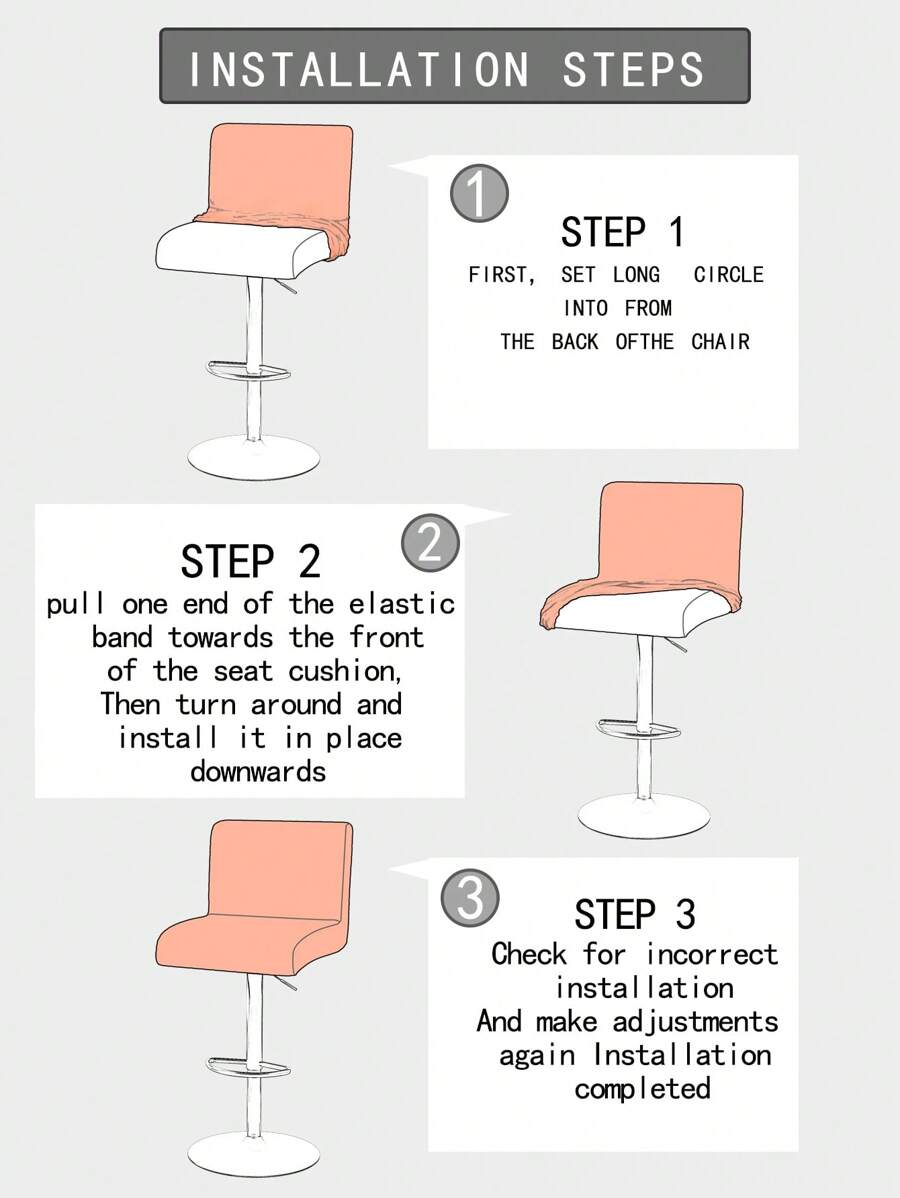 INSTALLATION STEPS
1
STEP 1
FIRST, SET LONG CIRCLE
INTO FROM
THE BACK OFTHE CHAIR
2
STEP 2
pull one end of the elastic
band towards the front
of the seat cushion,
Then turn around and
install it in place
downwards
3
STEP 3
Check for incorrect
installation
And make adjustments
again Installation
completed